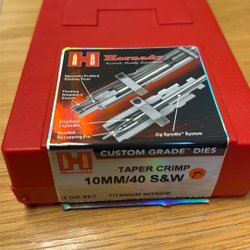 H
Hornady
Accurate. Deadly. Dependable.
Specially Profiled
Sizing Die
Floating
Alignment
Sleeve
Elliptical
Expander
Headed
Decapping Pin
Zip Spindle™ System
H
Hornady
CUSTOM GRADE™ DIES
TAPER CRIMP
10MM/40 S&W
3 DIE SET
TITANIUM NITRIDE